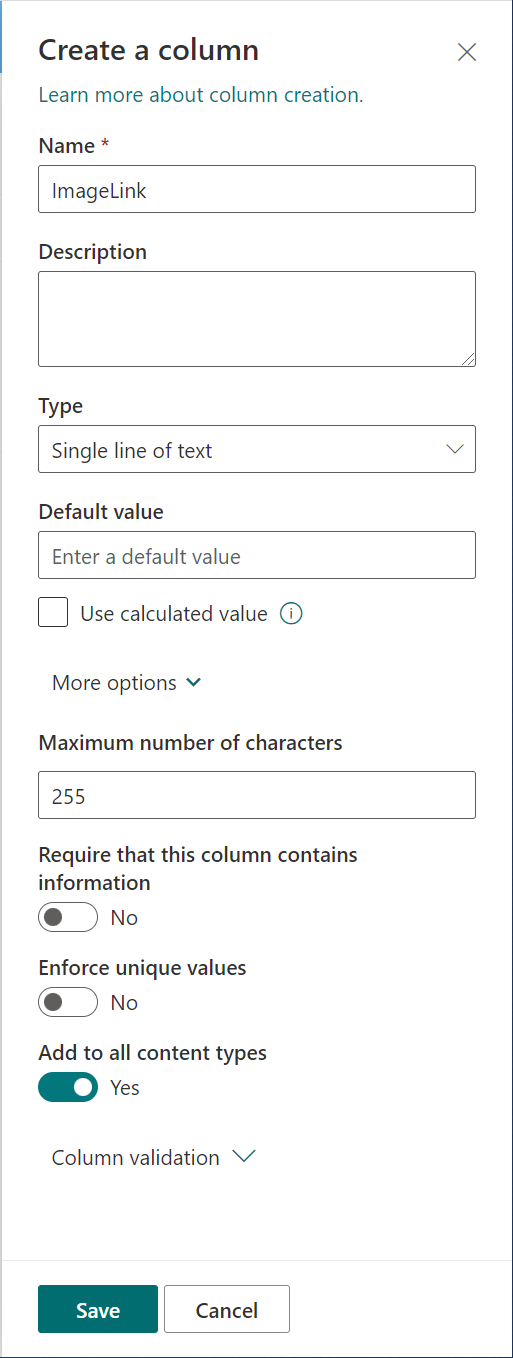 Create a column
Learn more about column creation.
Name *
ImageLink
Description
Type
Single line of text
Default value
Enter a default value
Use calculated value
More options
Maximum number of characters
255
Require that this column contains
information
No
Enforce unique values
No
Add to all content types
Yes
Column validation
Save Cancel